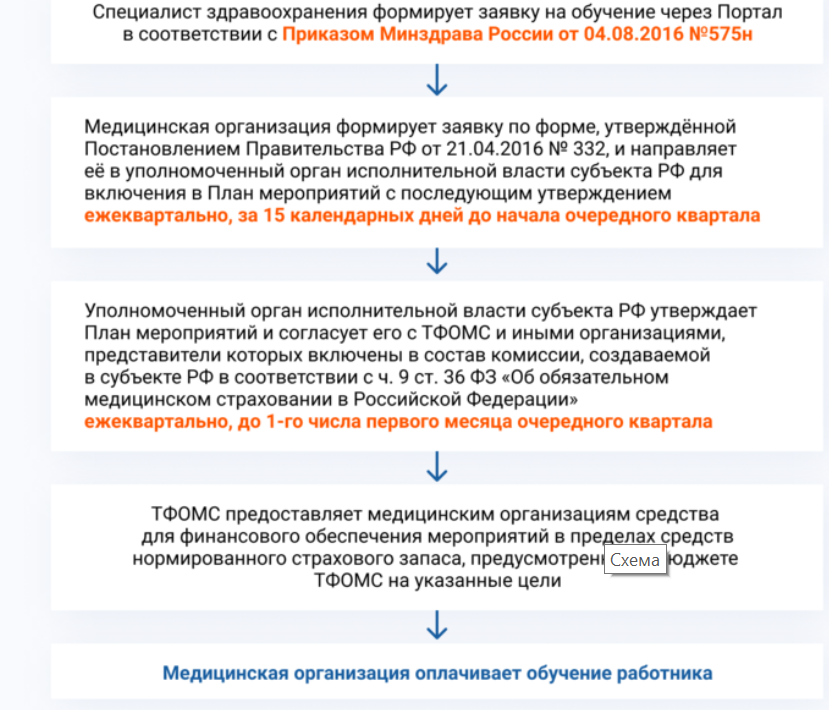 Специалист здравоохранения формирует заявку на обучение через Портал
в соответствии с Приказом Минздрава России от 04.08.2016 №575н
Медицинская организация формирует заявку по форме, утверждённой
Постановлением Правительства РФ от 21.04.2016 № 332, и направляет
её в уполномоченный орган исполнительной власти субъекта РФ для
включения в План мероприятий с последующим утверждением
ежеквартально, за 15 календарных дней до начала очередного квартала
Уполномоченный орган исполнительной власти субъекта РФ утверждает
План мероприятий и согласует его с ТФОМС и иными организациями,
представители которых включены в состав комиссии, создаваемой
в субъекте РФ в соответствии с ч. 9 ст. 36 ФЗ «Об обязательном
медицинском страховании в Российской Федерации»
ежеквартально, до 1-го числа первого месяца очередного квартала
ТФОМС предоставляет медицинским организациям средства
для финансового обеспечения мероприятий в пределах средств
нормированного страхового запаса,
Схема
ТФОМС на указанные цели
Медицинская организация оплачивает обучение работника